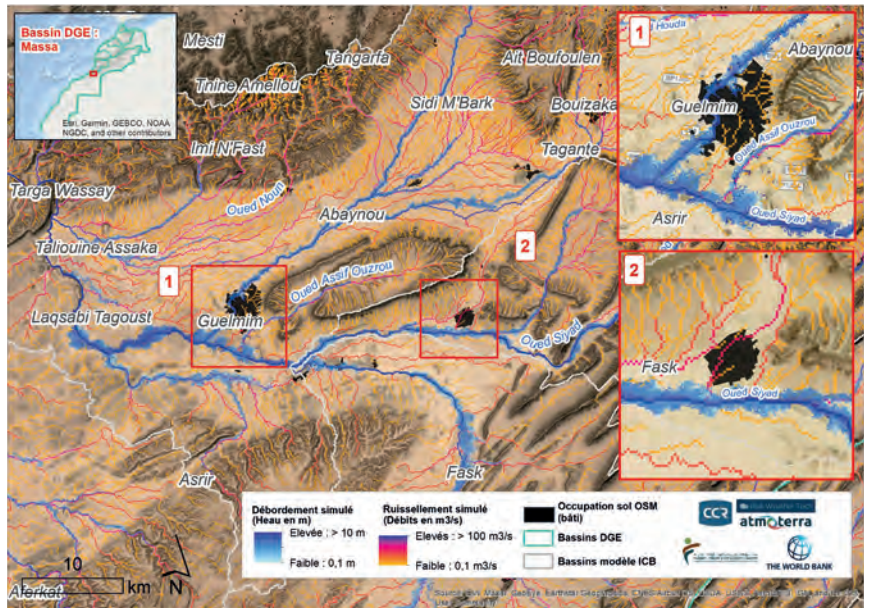 Bassin DGE :
Massa
Esri, Garmin, GEBCO, NOAA
NGDC, and other contributors
Mesti
Tangarfa
Aït Boufoulen
Thine Amellou
Sidi M'Bark
Bouizaka
Imi N'Fast
Tagante
Targa Wassay
Oued Noun
Abaynou
Taliouine Assaka
1
2
Oued Assif Ouzrou
Laqsabi Tagoust
Guelmim
Oued Siyad
Asrir
Fask
10
km
N
1
Houda
Abaynou
Guelmim
Oued Assif Ouzrou
Asrir
Oued Siyad
2
Fask
Oued Siyad
Débordement simulé
(Heau en m)
Elevée : > 10 m
Faible : 0,1 m
Ruissellement simulé
(Débits en m3/s)
Elevés : > 100 m3/s
Faible : 0,1 m3/s
Occupation sol OSM
(bâti)
Bassins DGE
Bassins modèle ICB
CCR
atmoterra
THE WORLD BANK